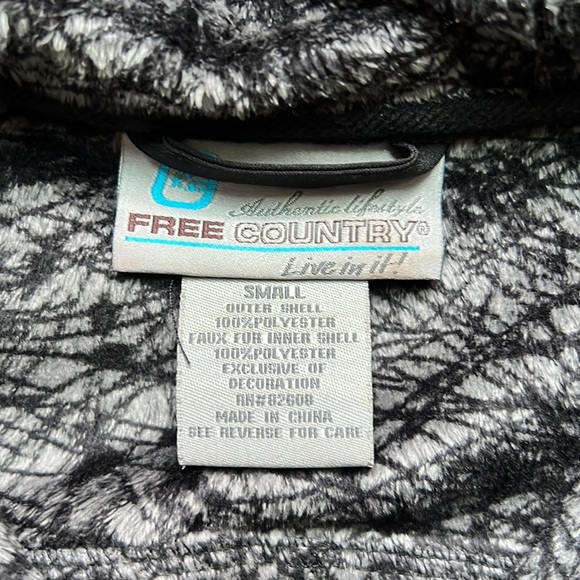 Authentic lifestyle
FREE COUNTRY®
Live in it!
SMALL
OUTER SHELL
100%POLYESTER
FAUX FUR INNER SHELL
100%POLYESTER
EXCLUSIVE OF
DECORATION
RN#82608
MADE IN CHINA
SEE REVERSE FOR CARE